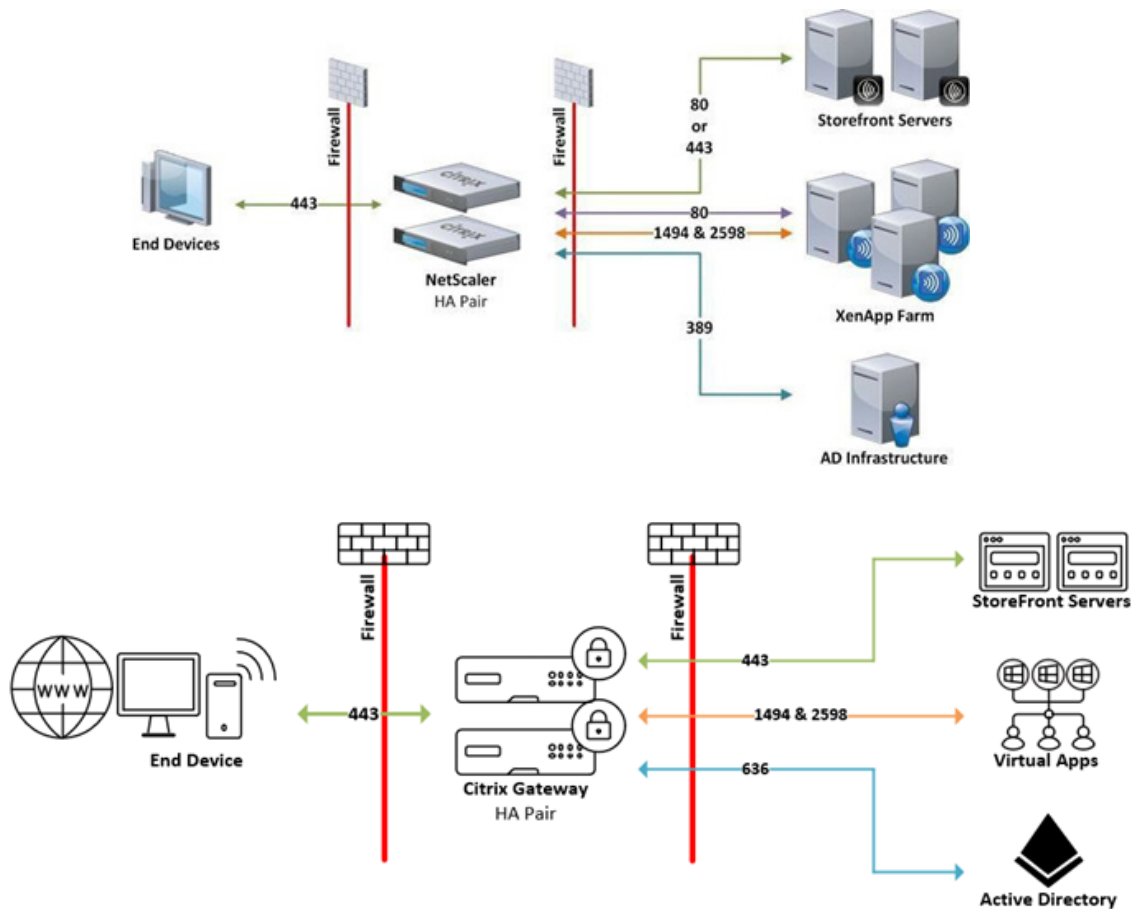 Firewall
Firewall
80
or
443
Storefront Servers
443
End Devices
CITRIX
CITRIX
NetScaler
HA Pair
80
1494 & 2598
XenApp Farm
389
AD Infrastructure
Firewall
Firewall
StoreFront Servers
WWW
443
443
1494 & 2598
636
End Device
Citrix Gateway
HA Pair
Virtual Apps
Active Directory